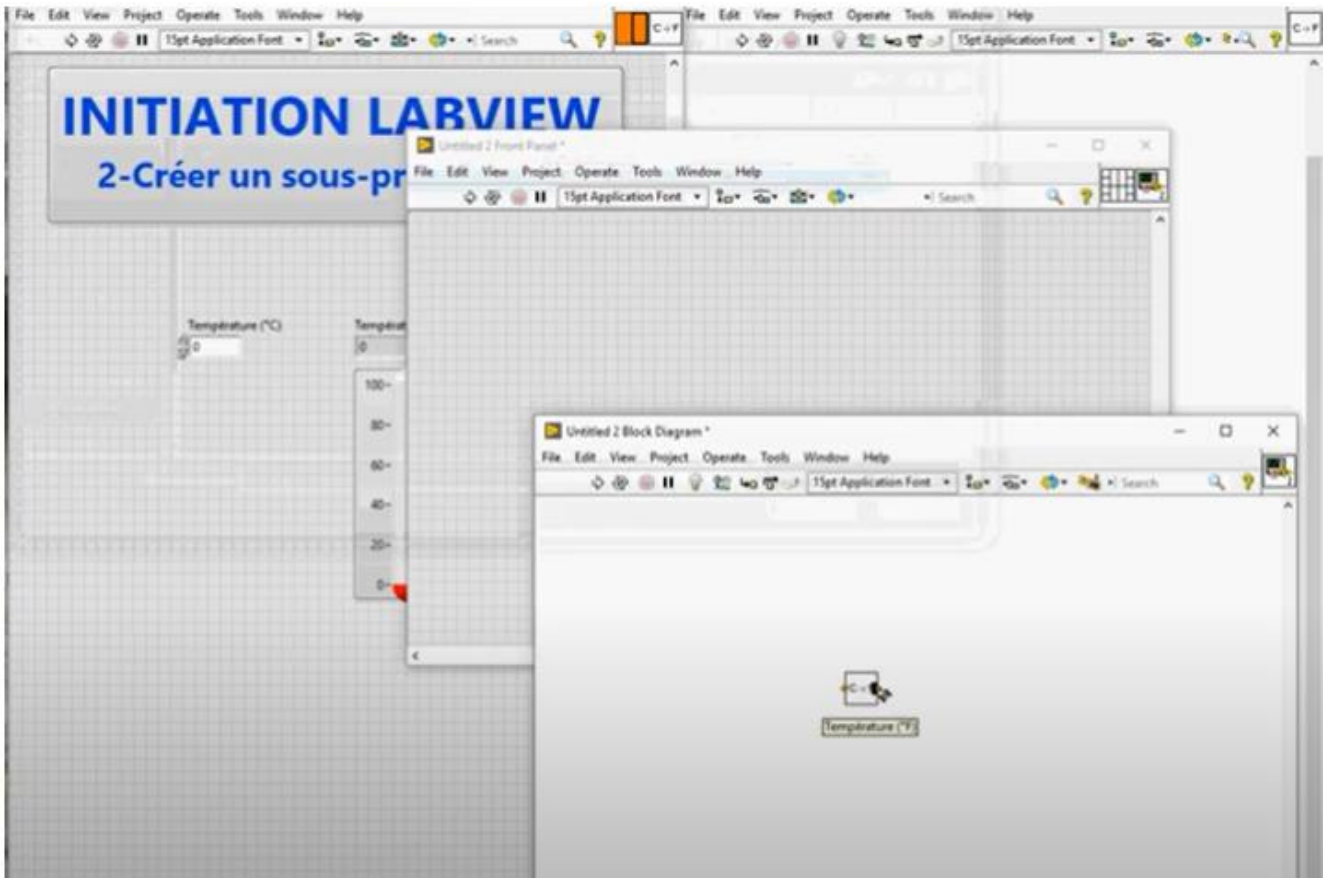 File Edit View Project Operate Tools Window Help
15pt Application Font Search C→F
File Edit View Project Operate Tools Window Help
15pt Application Font C→F
INITIATION LABVIEW
2-Créer un sous-pr
Température (°C)
0
Températ
0
100
80
60
40
20
0
Untitled 2 Front Panel *
File Edit View Project Operate Tools Window Help
15pt Application Font Search
Untitled 2 Block Diagram *
File Edit View Project Operate Tools Window Help
15pt Application Font Search
Température (°F)